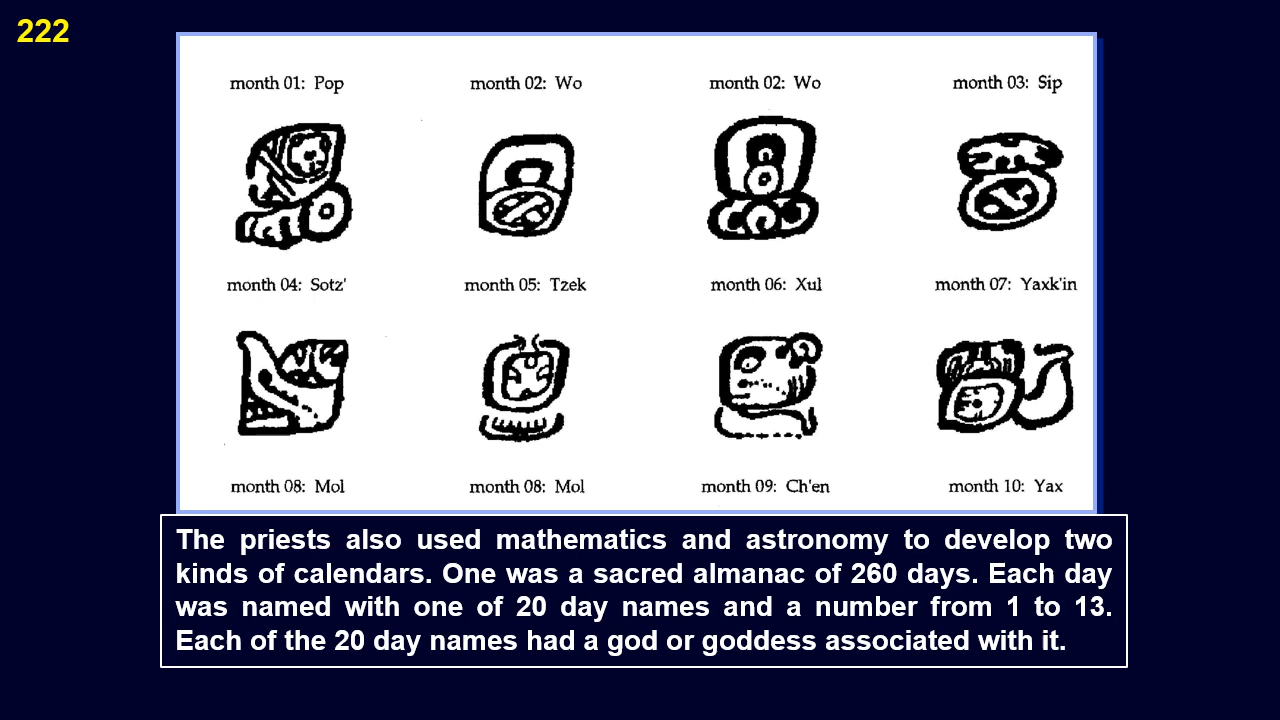 222
month 01: Pop month 02: Wo month 02: Wo month 03: Sip
month 04: Sotz' month 05: Tzek month 06: Xul month 07: Yaxk'in
month 08: Mol month 08: Mol month 09: Ch'en month 10: Yax
The priests also used mathematics and astronomy to develop two
kinds of calendars. One was a sacred almanac of 260 days. Each day
was named with one of 20 day names and a number from 1 to 13.
Each of the 20 day names had a god or goddess associated with it.